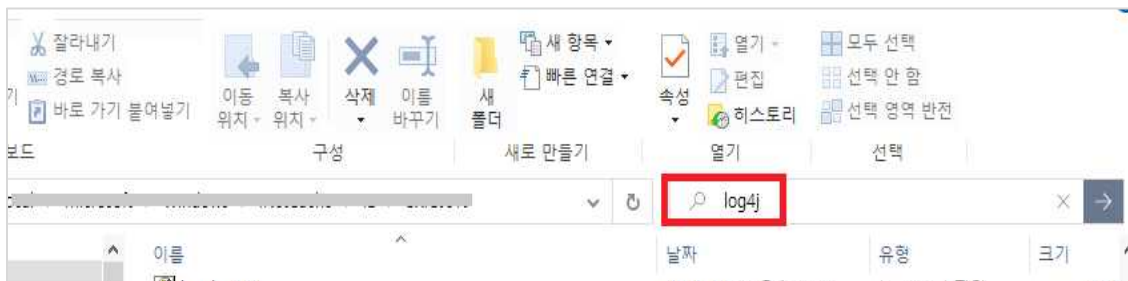 잘라내기
경로 복사
바로 가기 붙여넣기
이동 위치
복사 위치
삭제
이름 바꾸기
새 폴더
새 항목
빠른 연결
속성
열기
편집
히스토리
모두 선택
선택 안 함
선택 영역 반전
구성
새로 만들기
열기
선택
log4j
이름
날짜
유형
크기